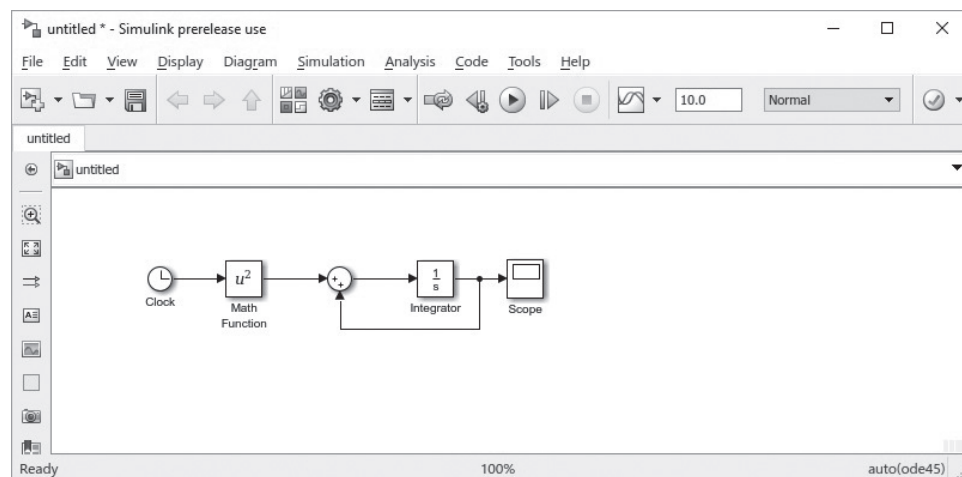 untitled * - Simulink prerelease use
File Edit View Display Diagram Simulation Analysis Code Tools Help
10.0 Normal
untitled
untitled
u²
+
+
1
s
Clock
Math
Function
Integrator
Scope
Ready 100% auto(ode45)